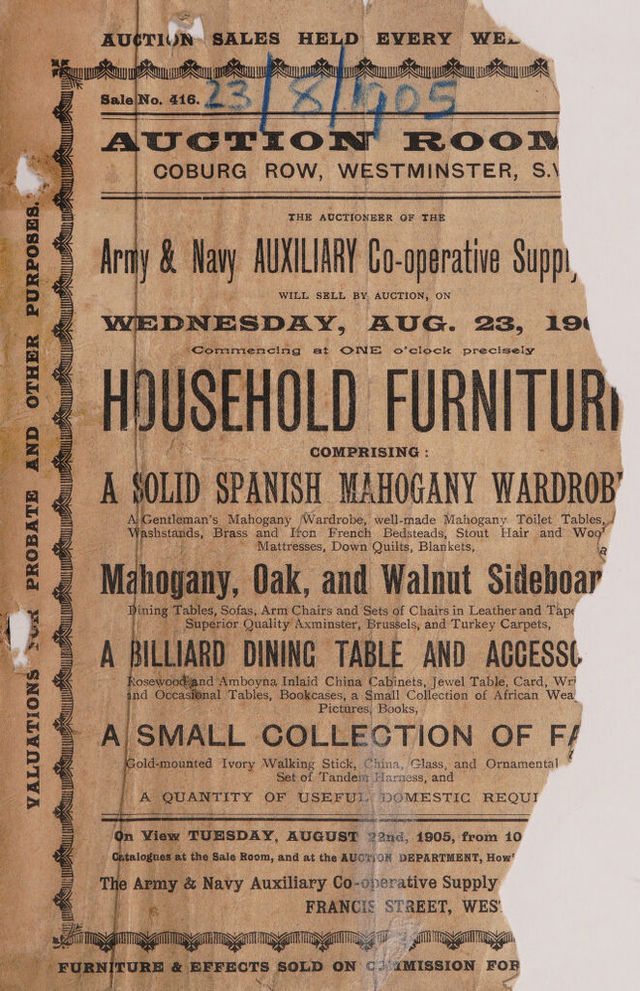 AUCTION SALES HELD EVERY WE
Sale No. 416. 23/8/1905
AUCTION ROOM
COBURG ROW, WESTMINSTER, S.
THE AUCTIONEER OF THE
Army & Navy AUXILIARY Co-operative Supp
WILL SELL BY AUCTION, ON
WEDNESDAY, AUG. 23, 19
Commencing at ONE o'clock precisely
HOUSEHOLD FURNITUR
COMPRISING:
A SOLID SPANISH MAHOGANY WARDROB
A Gentleman's Mahogany Wardrobe, well-made Mahogany Toilet Tables,
Washstands, Brass and Iron French Bedsteads, Stout Hair and Woo
Mattresses, Down Quilts, Blankets,
Mahogany, Oak, and Walnut Sideboar
Dining Tables, Sofas, Arm Chairs and Sets of Chairs in Leather and Tape
Superior Quality Axminster, Brussels, and Turkey Carpets,
A BILLIARD DINING TABLE AND ACCESSO
Rosewood and Amboyna Inlaid China Cabinets, Jewel Table, Card, Wr
and Occasional Tables, Bookcases, a Small Collection of African Wea
Pictures, Books,
A SMALL COLLECTION OF FA
Gold-mounted Ivory Walking Stick, China, Glass, and Ornamental
Set of Tandem Harness, and
A QUANTITY OF USEFUL DOMESTIC REQUI
On View TUESDAY, AUGUST 22nd, 1905, from 10
Catalogues at the Sale Room, and at the AUCTION DEPARTMENT, How
The Army & Navy Auxiliary Co-operative Supply
FRANCIS STREET, WES
FURNITURE & EFFECTS SOLD ON COMMISSION FOR
VALUATIONS FOR PROBATE AND OTHER PURPOSES.